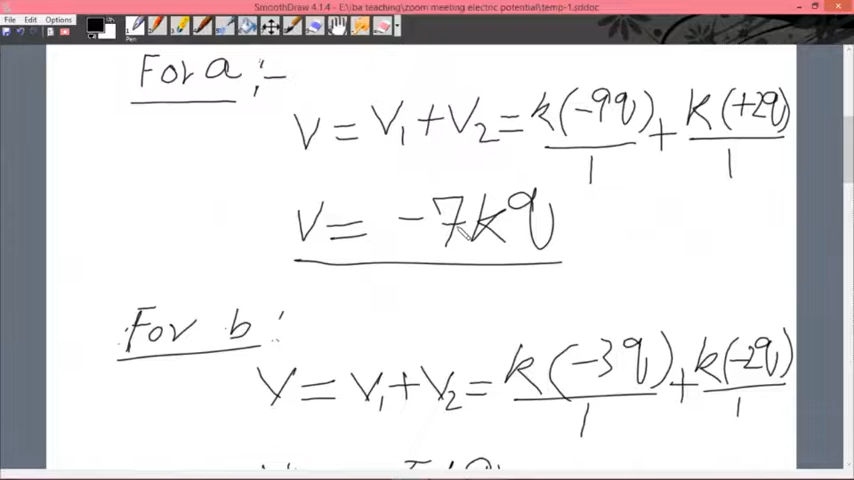 SmoothDraw 4.1.4 - E:\iba teaching\zoom meeting electric potential\temp-1.sddoc
File Edit Options
For a :-
V = V₁ + V₂ = k(-9q)/1 + k(+2q)/1
V = -7kq
For b :
V = V₁ + V₂ = k(-3q)/1 + k(-2q)/1